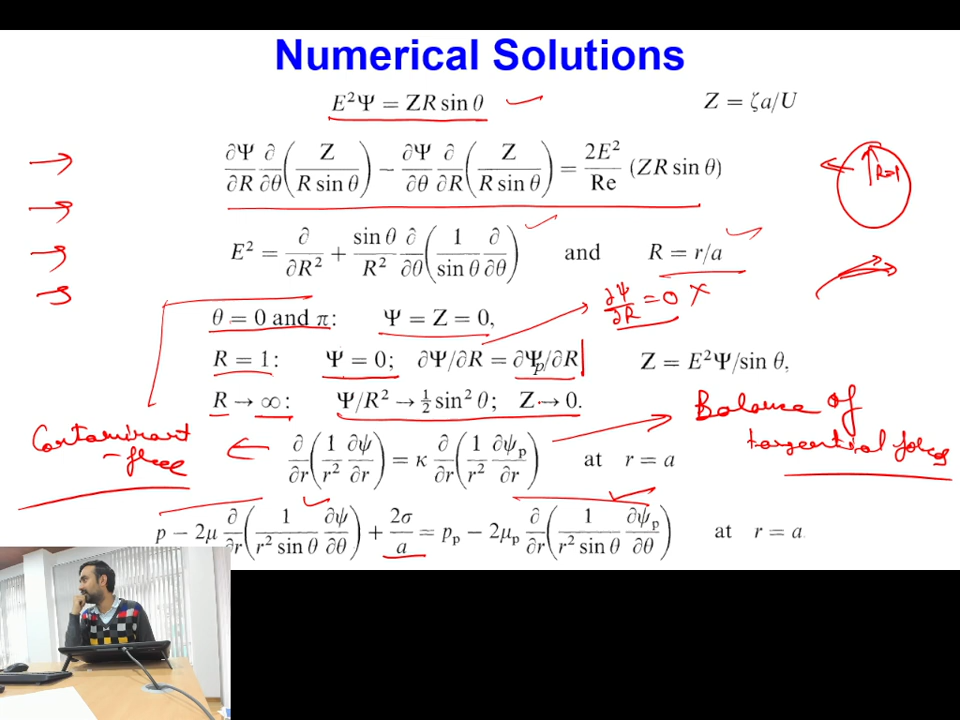 Numerical Solutions
E²Ψ = ZR sin θ Z = ζa/U
∂Ψ/∂R ∂/∂θ (Z/(R sin θ)) − ∂Ψ/∂θ ∂/∂R (Z/(R sin θ)) = 2E²/Re (ZR sin θ)
R=1
E² = ∂/∂R² + sin θ/R² ∂/∂θ (1/sin θ ∂/∂θ) and R = r/a
∂Ψ/∂R = 0 ×
θ = 0 and π: Ψ = Z = 0,
R = 1: Ψ = 0; ∂Ψ/∂R = ∂Ψp/∂R Z = E²Ψ/sin θ,
R → ∞: Ψ/R² → ½ sin² θ; Z → 0.
Balance of
tangential forces
Contaminant
-free
∂/∂r (1/r² ∂ψ/∂r) = κ ∂/∂r (1/r² ∂ψp/∂r) at r = a
p − 2μ ∂/∂r (1/(r² sin θ) ∂ψ/∂θ) + 2σ/a = pp − 2μp ∂/∂r (1/(r² sin θ) ∂ψp/∂θ) at r = a.